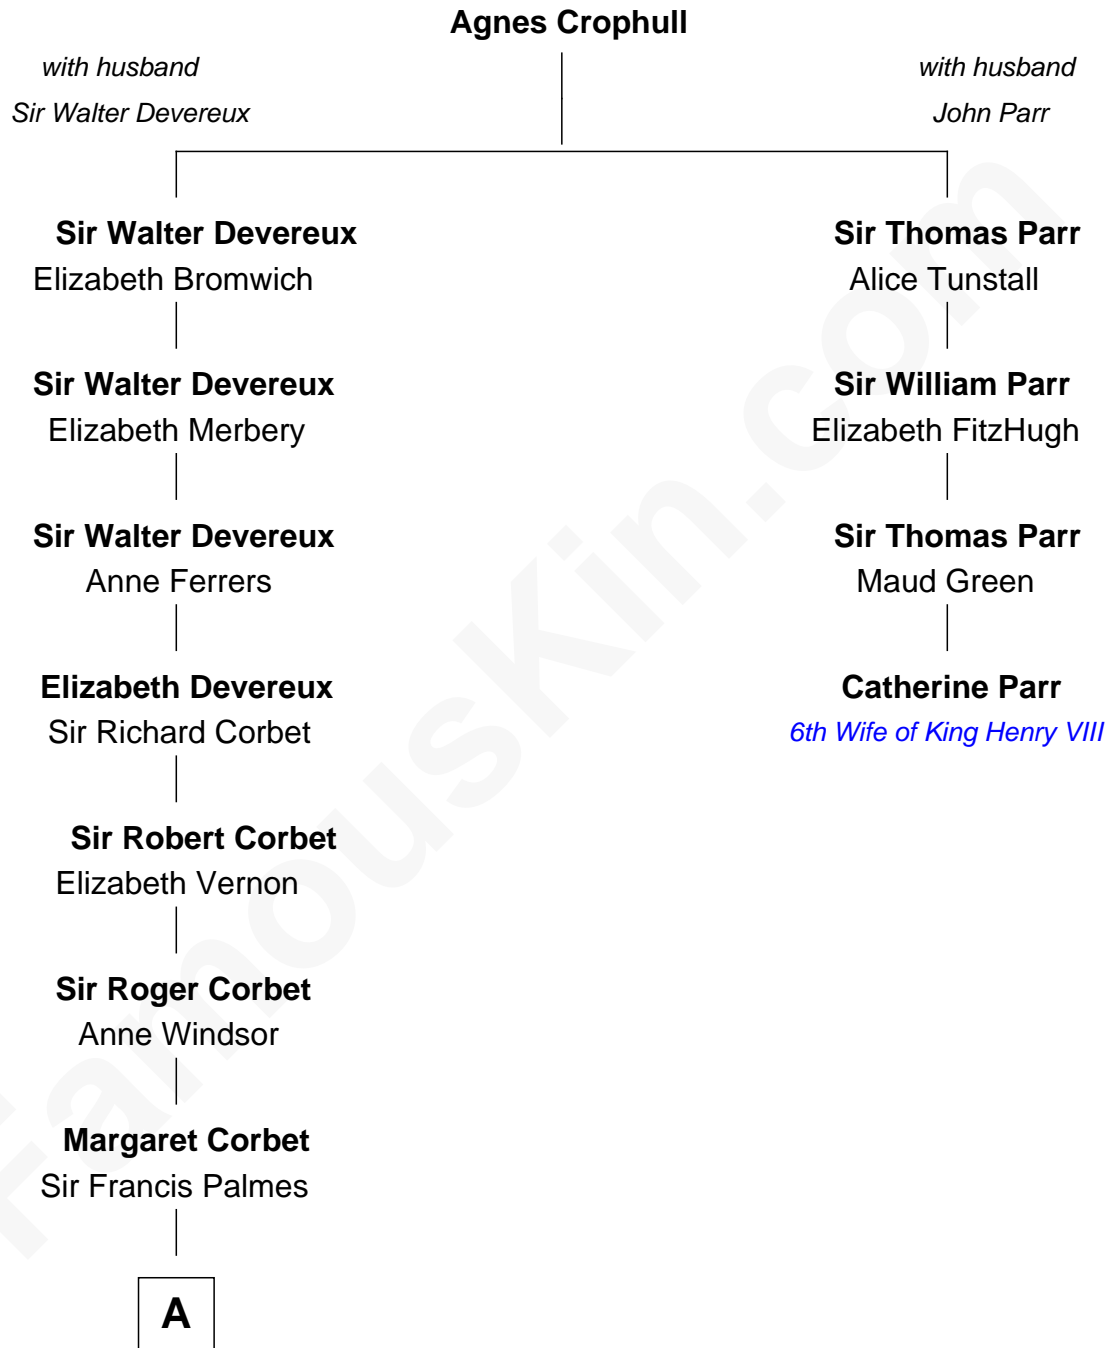 Agnes Crophull
with husband
Sir Walter Devereux
with husband
John Parr
Sir Walter Devereux
Elizabeth Bromwich
Sir Thomas Parr
Alice Tunstall
Sir Walter Devereux
Elizabeth Merbery
Sir William Parr
Elizabeth FitzHugh
Sir Walter Devereux
Anne Ferrers
Sir Thomas Parr
Maud Green
Elizabeth Devereux
Sir Richard Corbet
Catherine Parr
6th Wife of King Henry VIII
Sir Robert Corbet
Elizabeth Vernon
Sir Roger Corbet
Anne Windsor
Margaret Corbet
Sir Francis Palmes
A
FamousKin.com